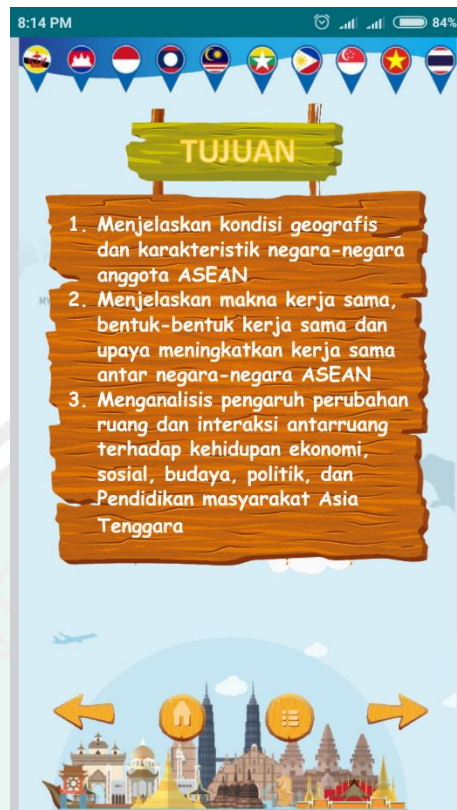 8:14 PM
84%
TUJUAN
1. Menjelaskan kondisi geografis
dan karakteristik negara-negara
anggota ASEAN
2. Menjelaskan makna kerja sama,
bentuk-bentuk kerja sama dan
upaya meningkatkan kerja sama
antar negara-negara ASEAN
3. Menganalisis pengaruh perubahan
ruang dan interaksi antarruang
terhadap kehidupan ekonomi,
sosial, budaya, politik, dan
Pendidikan masyarakat Asia
Tenggara